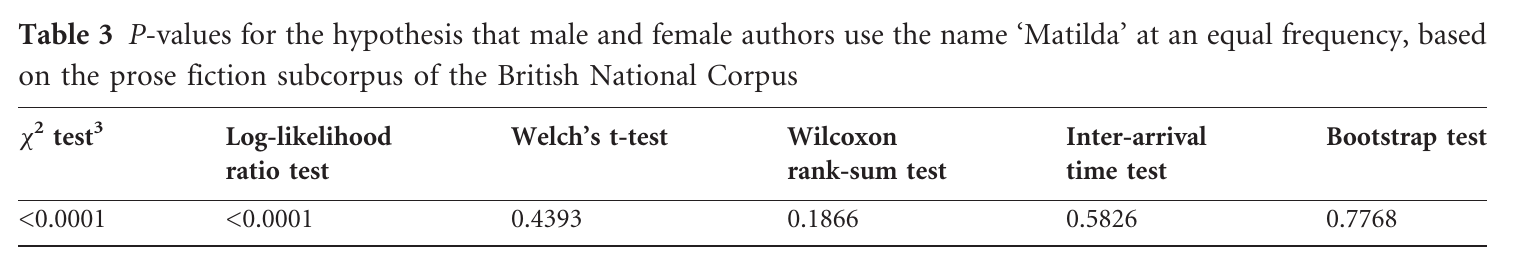 Table 3 P-values for the hypothesis that male and female authors use the name ‘Matilda’ at an equal frequency, based
on the prose fiction subcorpus of the British National Corpus
χ² test³ Log-likelihood ratio test Welch’s t-test Wilcoxon rank-sum test Inter-arrival time test Bootstrap test
<0.0001 <0.0001 0.4393 0.1866 0.5826 0.7768